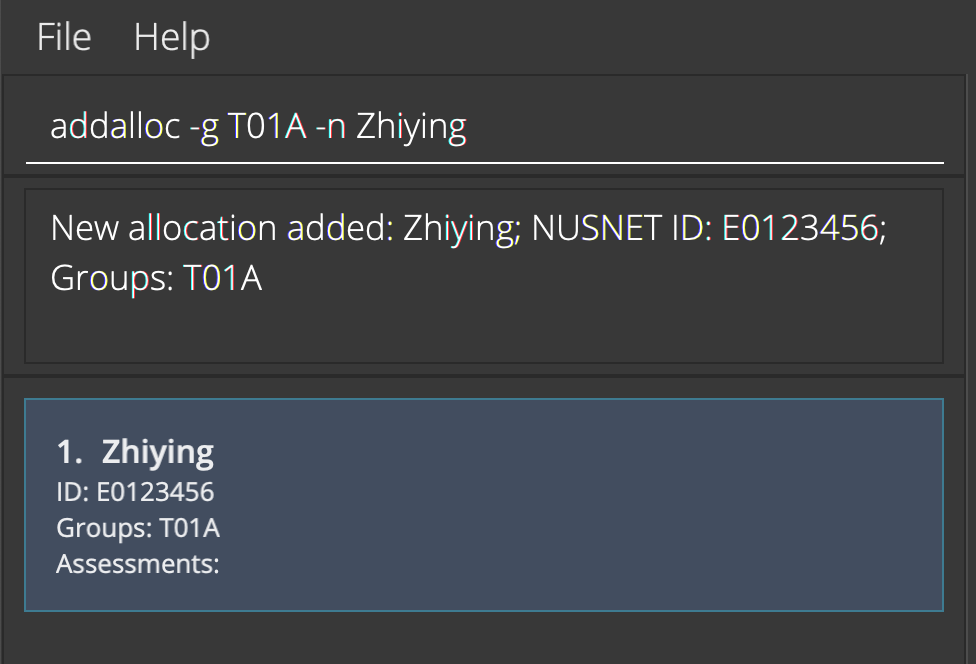 File Help
addalloc -g T01A -n Zhiying
New allocation added: Zhiying; NUSNET ID: E0123456;
Groups: T01A
1. Zhiying
ID: E0123456
Groups: T01A
Assessments: